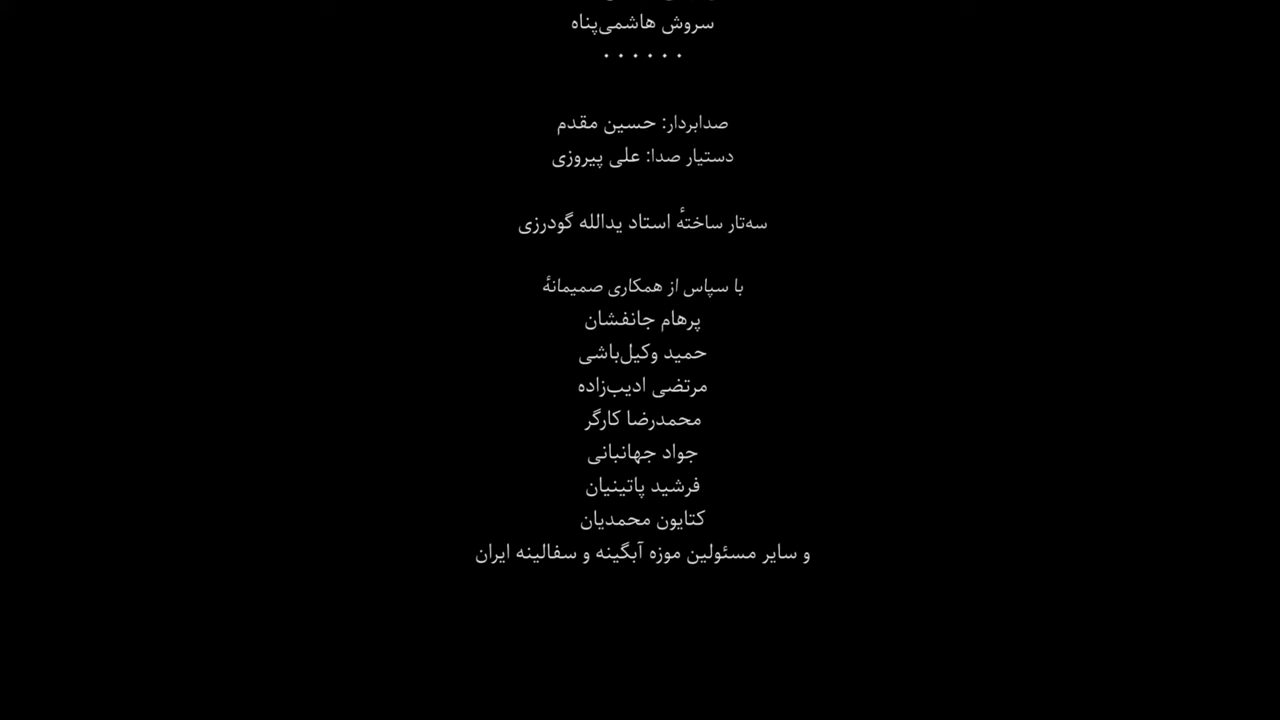 سروش هاشمی‌پناه
• • • • • •
صدابردار: حسین مقدم
دستیار صدا: علی پیروزی
سه‌تار ساختهٔ استاد یدالله گودرزی
با سپاس از همکاری صمیمانهٔ
پرهام جانفشان
حمید وکیل‌باشی
مرتضی ادیب‌زاده
محمدرضا کارگر
جواد جهانبانی
فرشید پاتینیان
کتایون محمدیان
و سایر مسئولین موزه آبگینه و سفالینه ایران